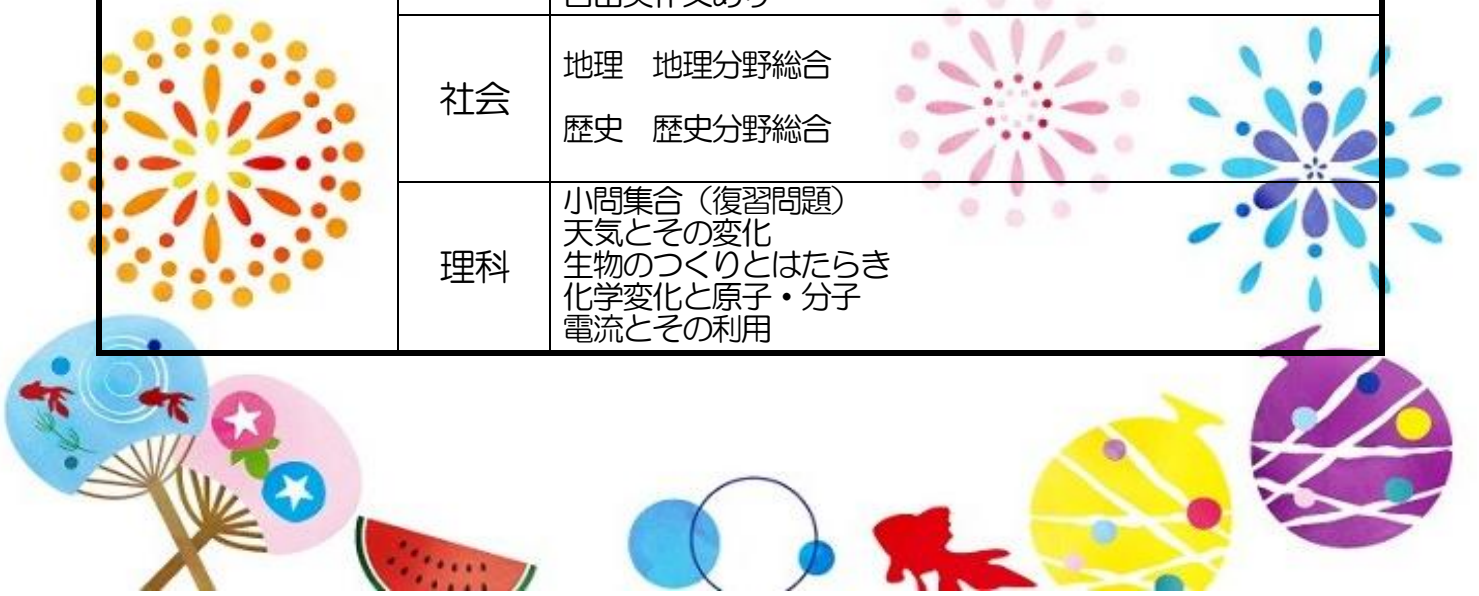 社会
地理　地理分野総合
歴史　歴史分野総合
理科
小問集合（復習問題）
天気とその変化
生物のつくりとはたらき
化学変化と原子・分子
電流とその利用